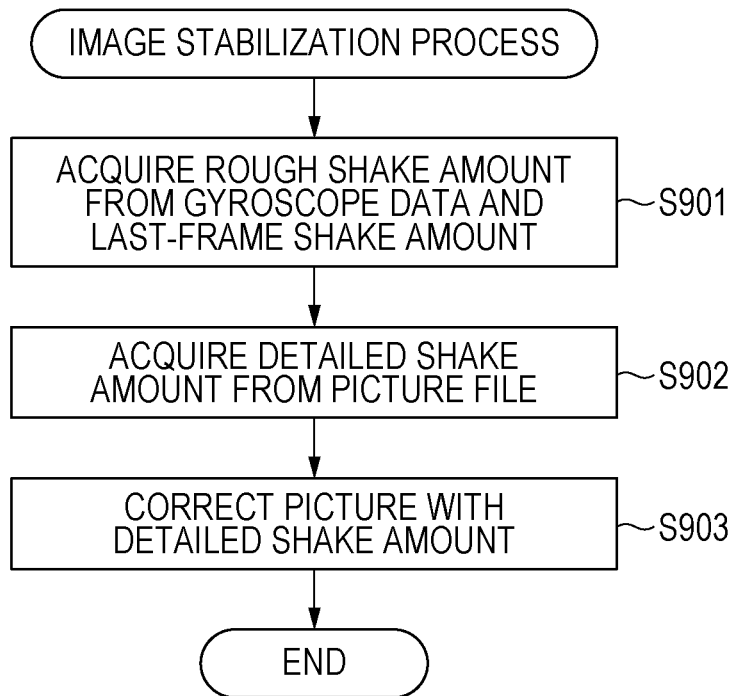 IMAGE STABILIZATION PROCESS
ACQUIRE ROUGH SHAKE AMOUNT
FROM GYROSCOPE DATA AND
LAST-FRAME SHAKE AMOUNT
S901
ACQUIRE DETAILED SHAKE
AMOUNT FROM PICTURE FILE
S902
CORRECT PICTURE WITH
DETAILED SHAKE AMOUNT
S903
END